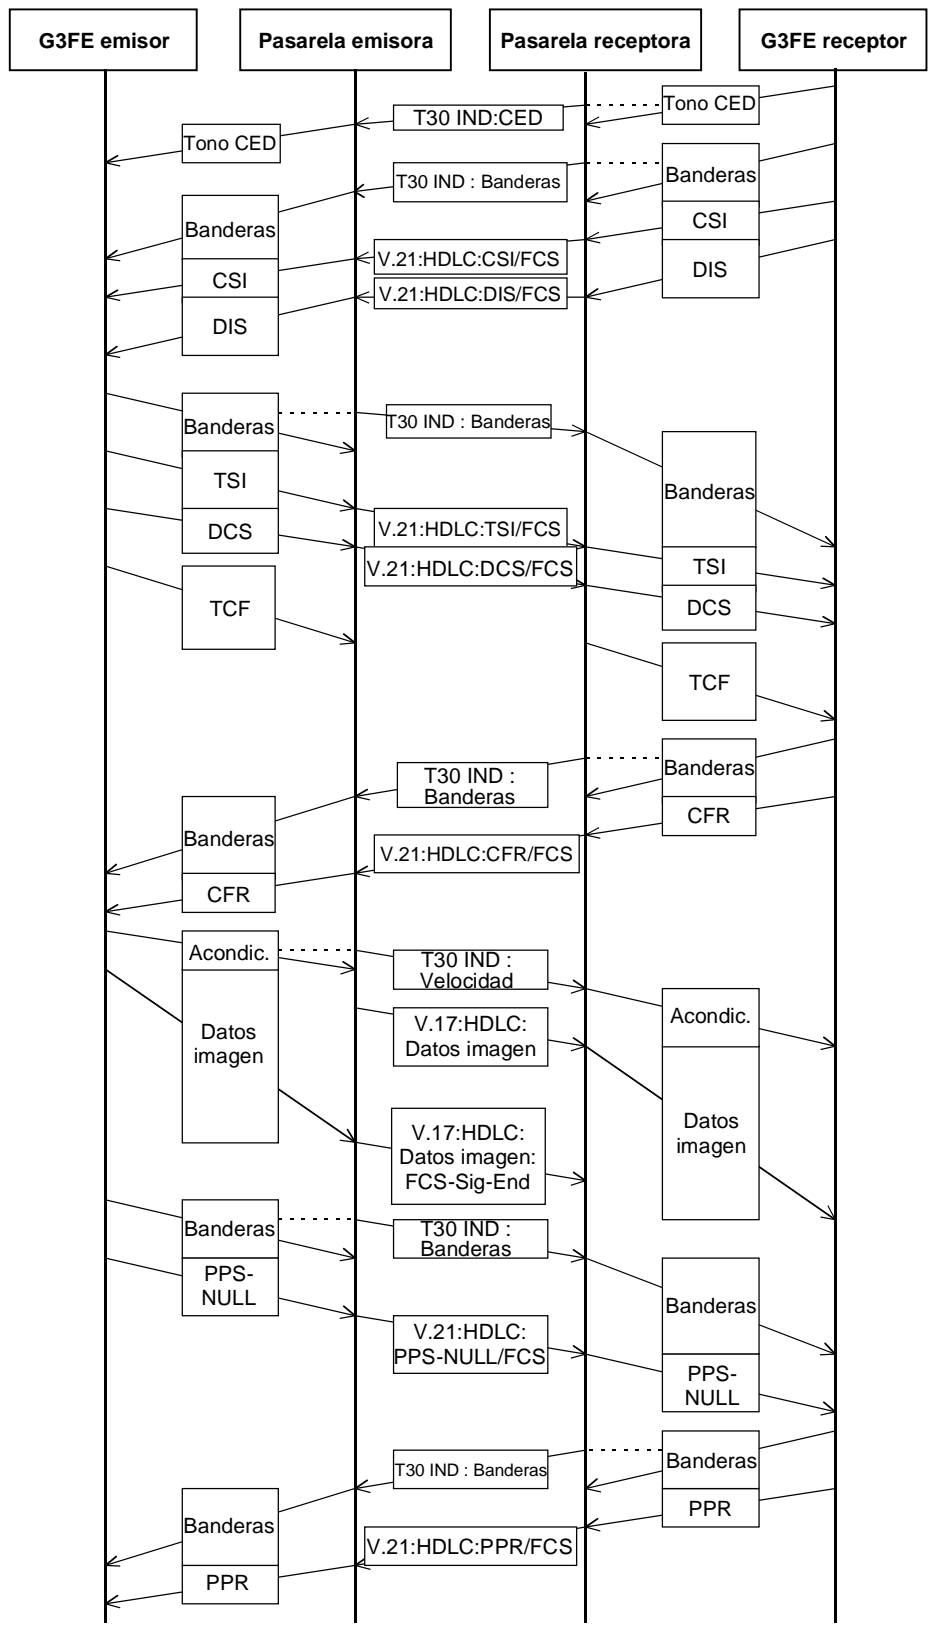 G3FE emisor
Pasarela emisora
Pasarela receptora
G3FE receptor
Tono CED
T30 IND:CED
Tono CED
Banderas
T30 IND : Banderas
Banderas
CSI
V.21:HDLC:CSI/FCS
CSI
DIS
V.21:HDLC:DIS/FCS
DIS
Banderas
T30 IND : Banderas
Banderas
TSI
V.21:HDLC:TSI/FCS
TSI
DCS
V.21:HDLC:DCS/FCS
DCS
TCF
TCF
Banderas
T30 IND :
Banderas
Banderas
CFR
V.21:HDLC:CFR/FCS
CFR
Acondic.
T30 IND :
Velocidad
Acondic.
Datos
imagen
V.17:HDLC:
Datos imagen
Datos
imagen
V.17:HDLC:
Datos imagen:
FCS-Sig-End
Banderas
T30 IND :
Banderas
Banderas
PPS-
NULL
V.21:HDLC:
PPS-NULL/FCS
PPS-
NULL
Banderas
T30 IND : Banderas
Banderas
PPR
V.21:HDLC:PPR/FCS
PPR